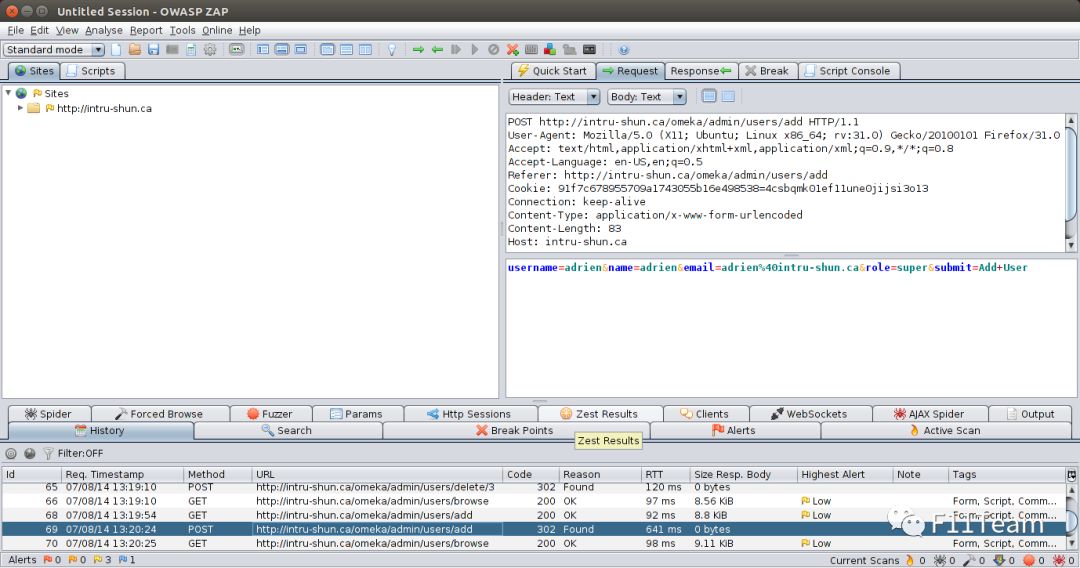 Untitled Session - OWASP ZAP
File Edit View Analyse Report Tools Online Help
Standard mode
Sites Scripts
Quick Start Request Response Break Script Console
Sites
http://intru-shun.ca
Header: Text Body: Text
POST http://intru-shun.ca/omeka/admin/users/add HTTP/1.1
User-Agent: Mozilla/5.0 (X11; Ubuntu; Linux x86_64; rv:31.0) Gecko/20100101 Firefox/31.0
Accept: text/html,application/xhtml+xml,application/xml;q=0.9,*/*;q=0.8
Accept-Language: en-US,en;q=0.5
Referer: http://intru-shun.ca/omeka/admin/users/add
Cookie: 91f7c678955709a1743055b16e498538=4csbqmk01ef11une0jijsi3o13
Connection: keep-alive
Content-Type: application/x-www-form-urlencoded
Content-Length: 83
Host: intru-shun.ca
username=adrien&name=adrien&email=adrien%40intru-shun.ca&role=super&submit=Add+User
Spider Forced Browse Fuzzer Params Http Sessions Zest Results Clients WebSockets AJAX Spider Output
History Search Break Points Alerts Active Scan
Zest Results
Filter:OFF
Id Req. Timestamp Method URL Code Reason RTT Size Resp. Body Highest Alert Note Tags
65 07/08/14 13:19:10 POST http://intru-shun.ca/omeka/admin/users/delete/3 302 Found 120 ms 0 bytes
66 07/08/14 13:19:10 GET http://intru-shun.ca/omeka/admin/users/browse 200 OK 97 ms 8.56 KiB Low Form, Script, Comm...
68 07/08/14 13:19:54 GET http://intru-shun.ca/omeka/admin/users/add 200 OK 92 ms 8.8 KiB Low Form, Script, Comm...
69 07/08/14 13:20:24 POST http://intru-shun.ca/omeka/admin/users/add 302 Found 641 ms 0 bytes
70 07/08/14 13:20:25 GET http://intru-shun.ca/omeka/admin/users/browse 200 OK 98 ms 9.11 KiB Low Form, Script, Comm...
F11Team
Alerts 0 0 3 1 Current Scans 0 0 0 0 0 0